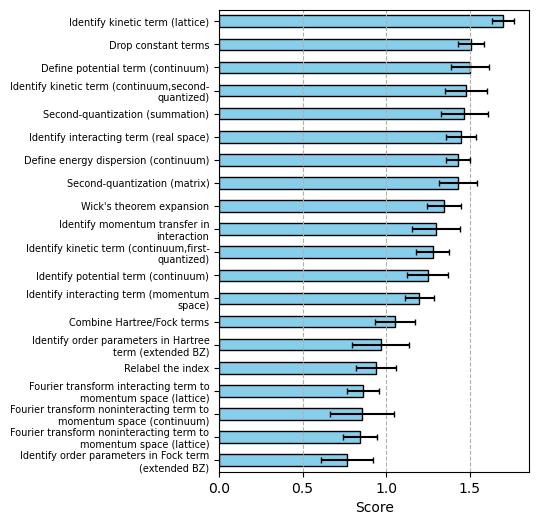 Identify kinetic term (lattice)
Drop constant terms
Define potential term (continuum)
Identify kinetic term (continuum,second-
quantized)
Second-quantization (summation)
Identify interacting term (real space)
Define energy dispersion (continuum)
Second-quantization (matrix)
Wick's theorem expansion
Identify momentum transfer in
interaction
Identify kinetic term (continuum,first-
quantized)
Identify potential term (continuum)
Identify interacting term (momentum
space)
Combine Hartree/Fock terms
Identify order parameters in Hartree
term (extended BZ)
Relabel the index
Fourier transform interacting term to
momentum space (lattice)
Fourier transform noninteracting term to
momentum space (continuum)
Fourier transform noninteracting term to
momentum space (lattice)
Identify order parameters in Fock term
(extended BZ)
0.0 0.5 1.0 1.5
Score